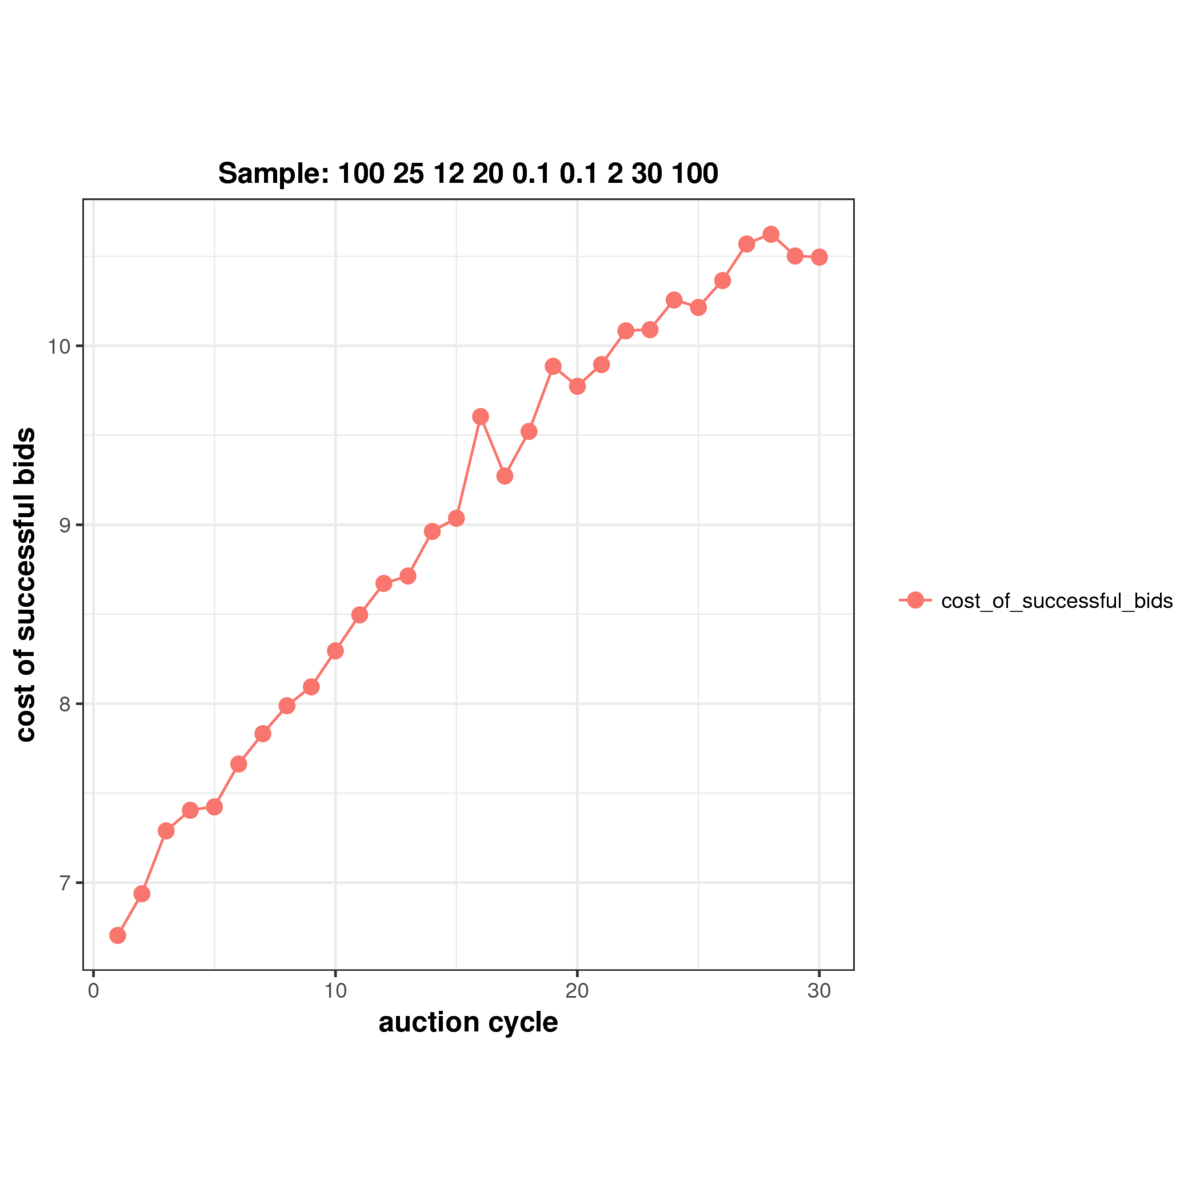 Sample: 100 25 12 20 0.1 0.1 2 30 100
10
9
8
7
cost of successful bids
0 10 20 30
auction cycle
cost_of_successful_bids